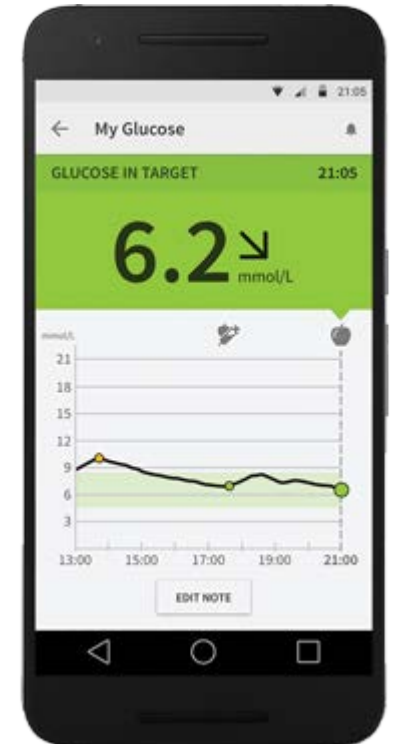 21:05
My Glucose
GLUCOSE IN TARGET 21:05
6.2
mmol/L
mmol/L
21
18
15
12
9
6
3
13:00 15:00 17:00 19:00 21:00
EDIT NOTE